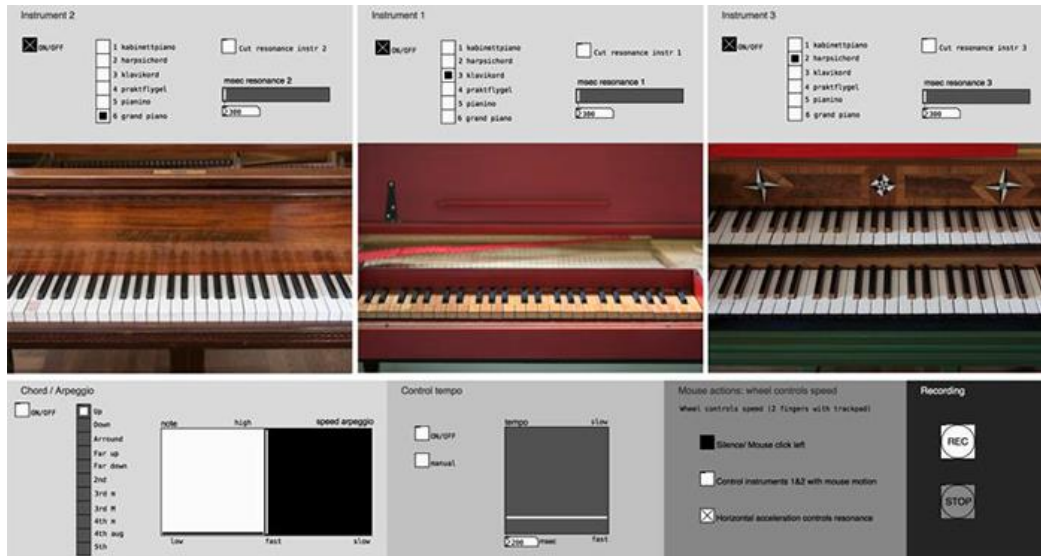 Instrument 2
ON/OFF
1 kabinettpiano
2 harpsichord
3 klavikord
4 praktflygel
5 pianino
6 grand piano
Cut resonance instr 2
msec resonance 2
2300
Instrument 1
ON/OFF
1 kabinettpiano
2 harpsichord
3 klavikord
4 praktflygel
5 pianino
6 grand piano
Cut resonance instr 1
msec resonance 1
2300
Instrument 3
ON/OFF
1 kabinettpiano
2 harpsichord
3 klavikord
4 praktflygel
5 pianino
6 grand piano
Cut resonance instr 3
msec resonance 3
2300
Chord / Arpeggio
ON/OFF
Up
Down
Arround
Far up
Far down
2nd
3rd m
3rd M
4th m
4th aug
5th
note high speed arpeggio
low fast slow
Control tempo
ON/OFF
manual
tempo slow
200 msec fast
Mouse actions: wheel controls speed
Wheel controls speed (2 fingers with trackpad)
Silence/ Mouse click left
Control instruments 1&2 with mouse motion
Horizontal acceleration controls resonance
Recording
REC
STOP